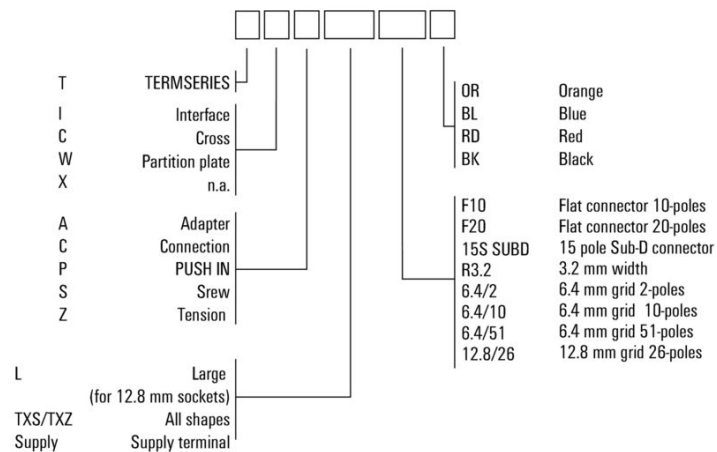 T TERMSERIES
I Interface
C Cross
W Partition plate
X n.a.
A Adapter
C Connection
P PUSH IN
S Srew
Z Tension
L Large
(for 12.8 mm sockets)
TXS/TXZ All shapes
Supply Supply terminal
OR Orange
BL Blue
RD Red
BK Black
F10 Flat connector 10-poles
F20 Flat connector 20-poles
15S SUBD 15 pole Sub-D connector
R3.2 3.2 mm width
6.4/2 6.4 mm grid 2-poles
6.4/10 6.4 mm grid 10-poles
6.4/51 6.4 mm grid 51-poles
12.8/26 12.8 mm grid 26-poles